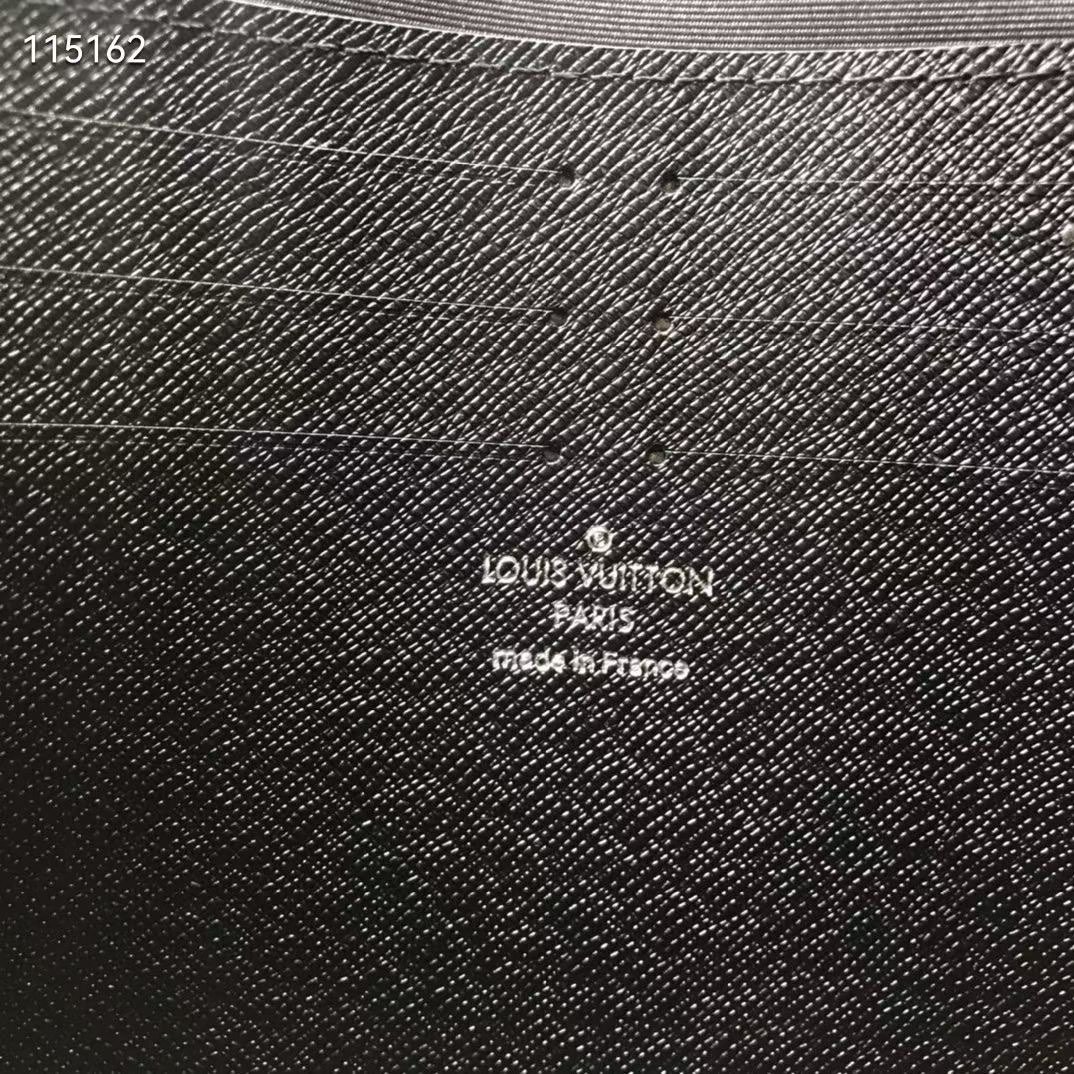 115162
®
LOUIS VUITTON
PARIS
made in France